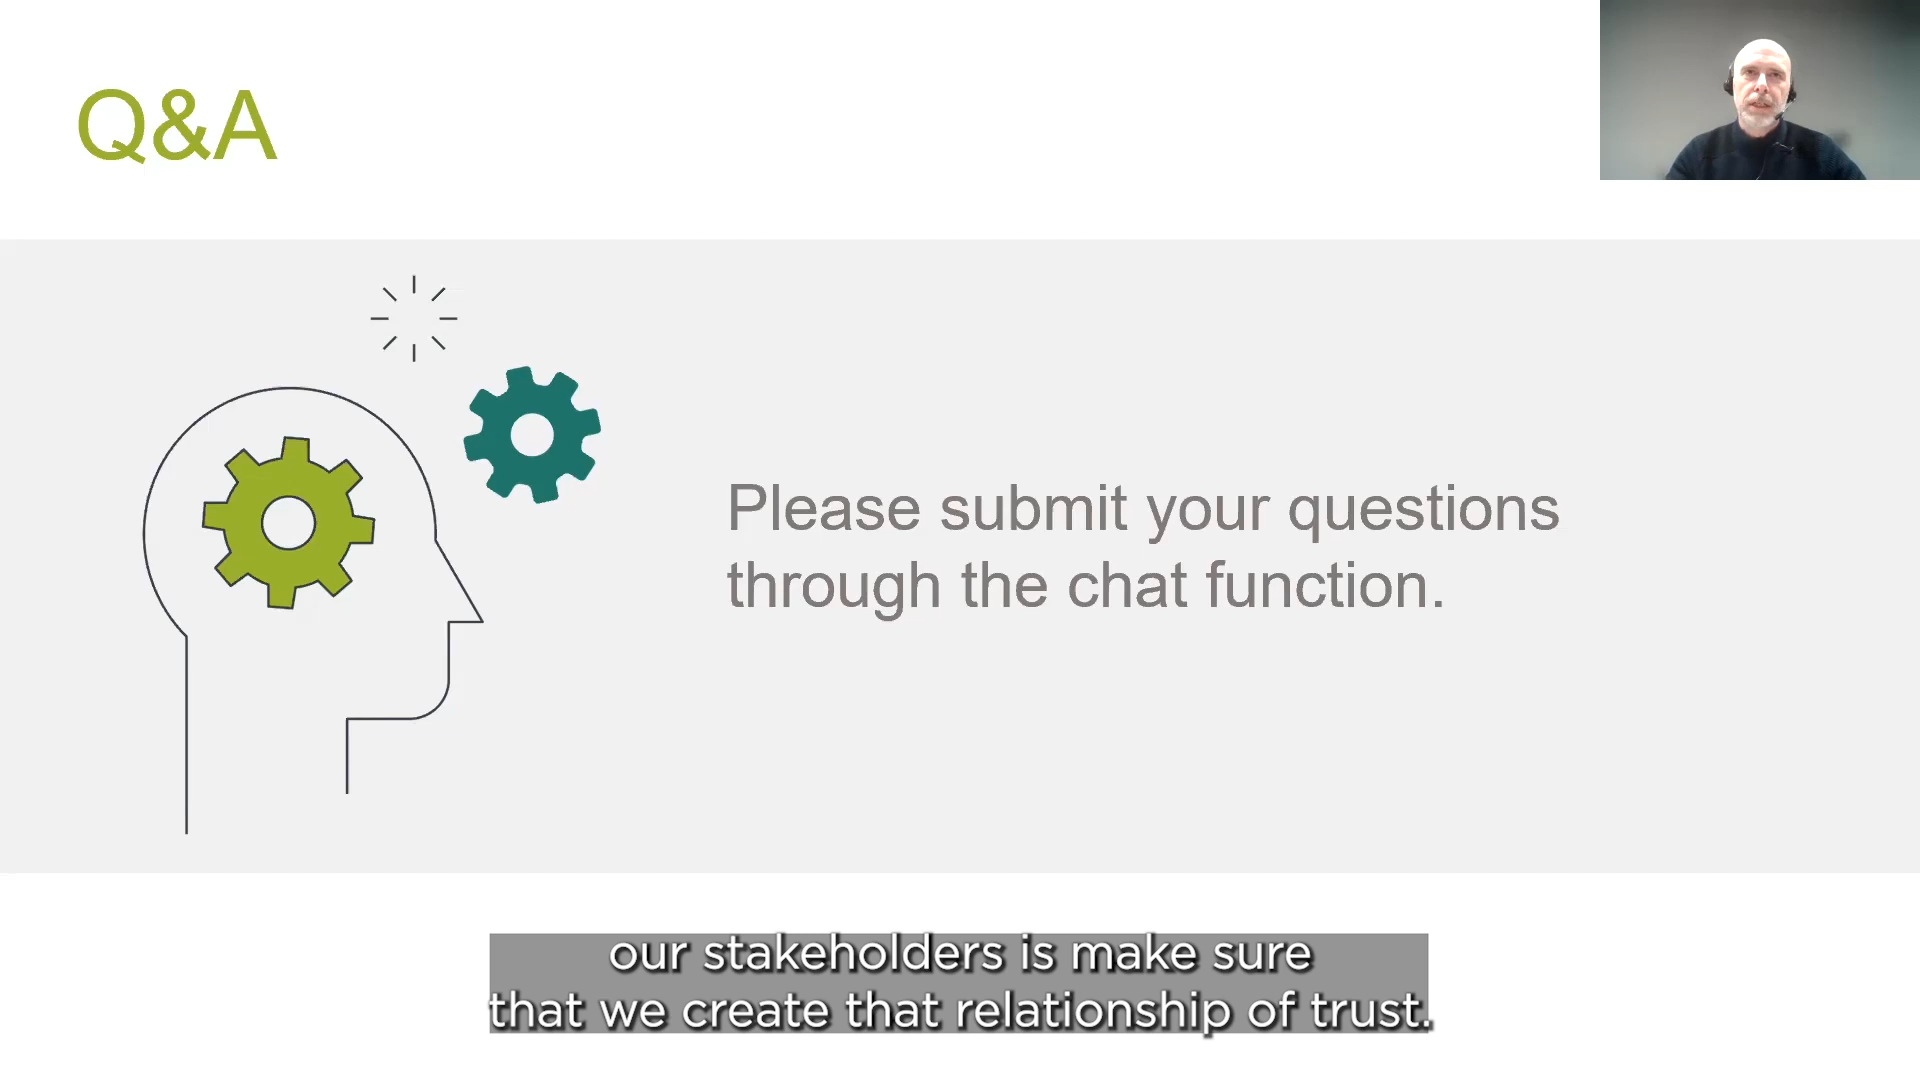 Q&A
Please submit your questions
through the chat function.
our stakeholders is make sure
that we create that relationship of trust.